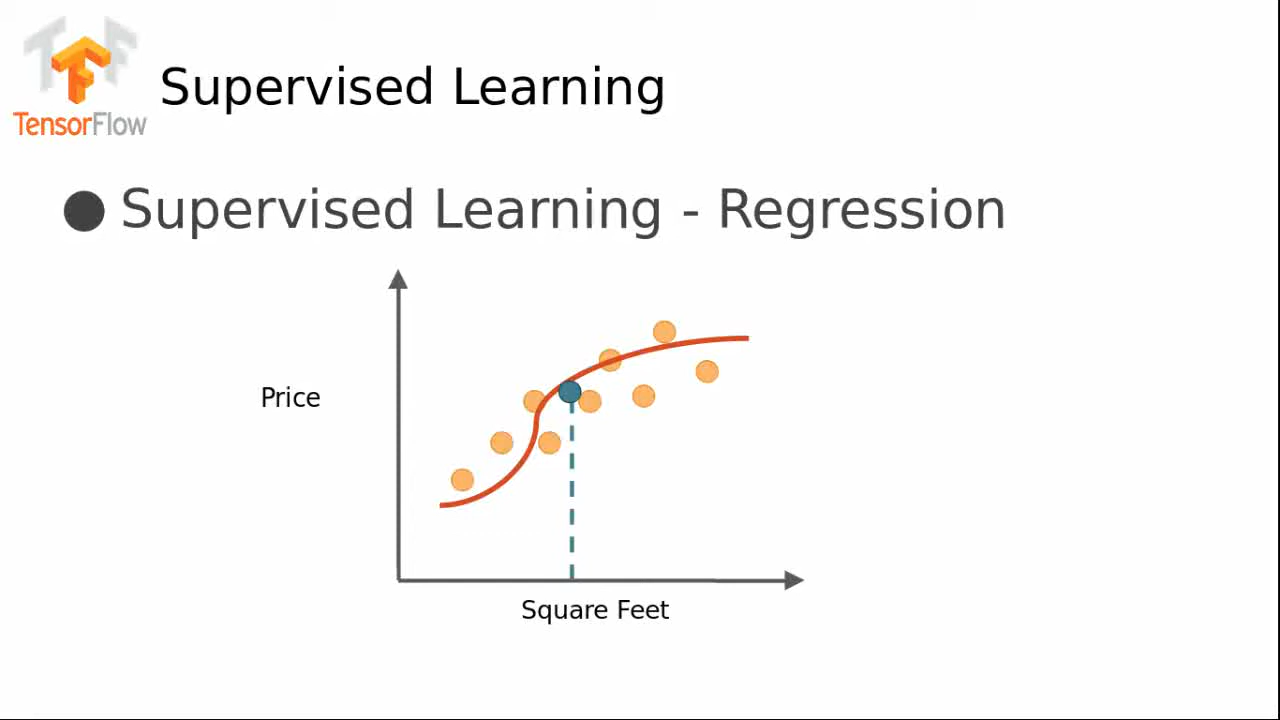 TensorFlow
Supervised Learning
● Supervised Learning - Regression
Price
Square Feet